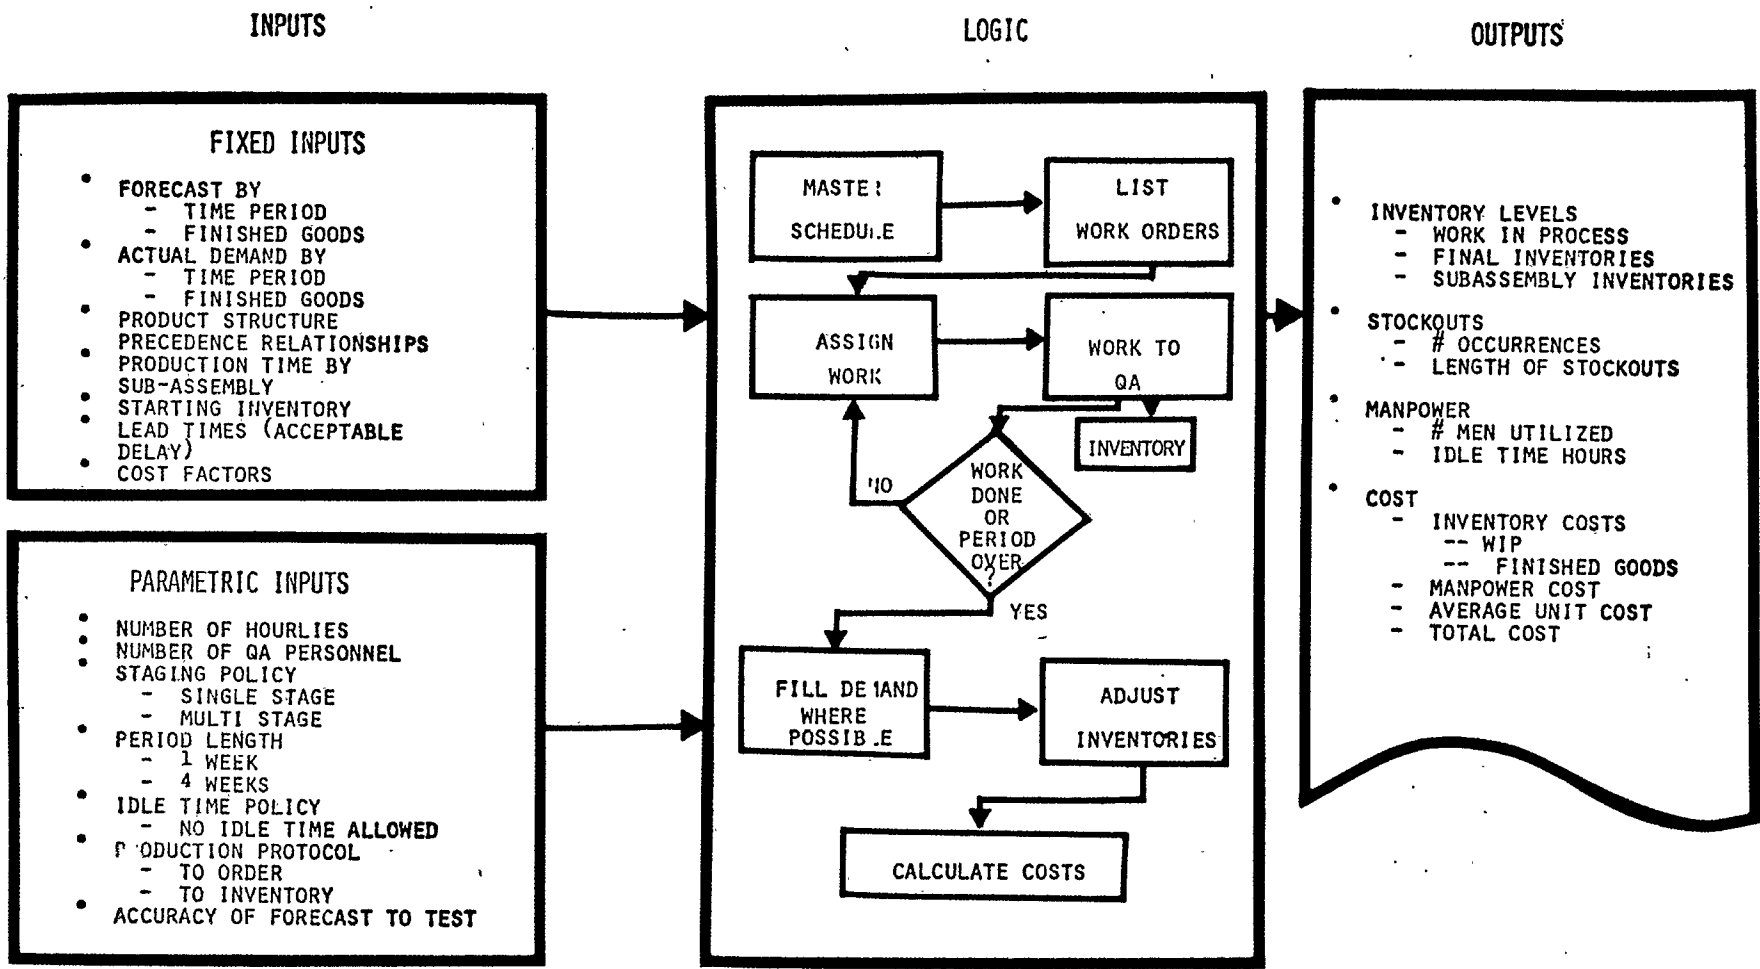 INPUTS
LOGIC
OUTPUTS
FIXED INPUTS
• FORECAST BY
- TIME PERIOD
- FINISHED GOODS
• ACTUAL DEMAND BY
- TIME PERIOD
- FINISHED GOODS
• PRODUCT STRUCTURE
PRECEDENCE RELATIONSHIPS
• PRODUCTION TIME BY
SUB-ASSEMBLY
• STARTING INVENTORY
• LEAD TIMES (ACCEPTABLE
DELAY)
• COST FACTORS
PARAMETRIC INPUTS
• NUMBER OF HOURLIES
• NUMBER OF QA PERSONNEL
• STAGING POLICY
- SINGLE STAGE
- MULTI STAGE
• PERIOD LENGTH
- 1 WEEK
- 4 WEEKS
• IDLE TIME POLICY
- NO IDLE TIME ALLOWED
• PRODUCTION PROTOCOL
- TO ORDER
- TO INVENTORY
• ACCURACY OF FORECAST TO TEST
MASTER
SCHEDULE
LIST
WORK ORDERS
ASSIGN
WORK
WORK TO
QA
INVENTORY
WORK
DONE
OR
PERIOD
OVER
?
NO
YES
FILL DEMAND
WHERE
POSSIBLE
ADJUST
INVENTORIES
CALCULATE COSTS
• INVENTORY LEVELS
- WORK IN PROCESS
- FINAL INVENTORIES
- SUBASSEMBLY INVENTORIES
• STOCKOUTS
- # OCCURRENCES
- LENGTH OF STOCKOUTS
• MANPOWER
- # MEN UTILIZED
- IDLE TIME HOURS
• COST
- INVENTORY COSTS
-- WIP
-- FINISHED GOODS
- MANPOWER COST
- AVERAGE UNIT COST
- TOTAL COST